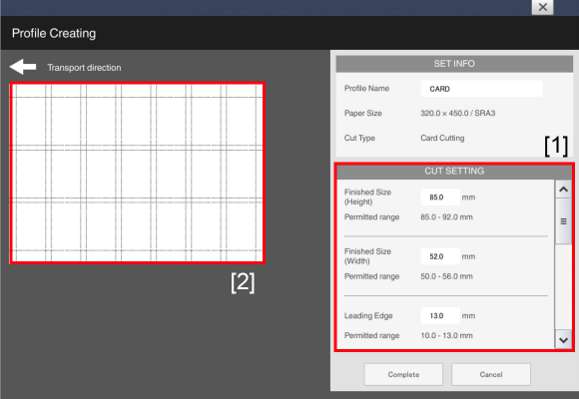 Profile Creating
Transport direction
[2]
SET INFO
Profile Name CARD
Paper Size 320.0 x 450.0 / SRA3
Cut Type Card Cutting
[1]
CUT SETTING
Finished Size
(Height) 85.0 mm
Permitted range 85.0 - 92.0 mm
Finished Size
(Width) 52.0 mm
Permitted range 50.0 - 56.0 mm
Leading Edge 13.0 mm
Permitted range 10.0 - 13.0 mm
Complete Cancel